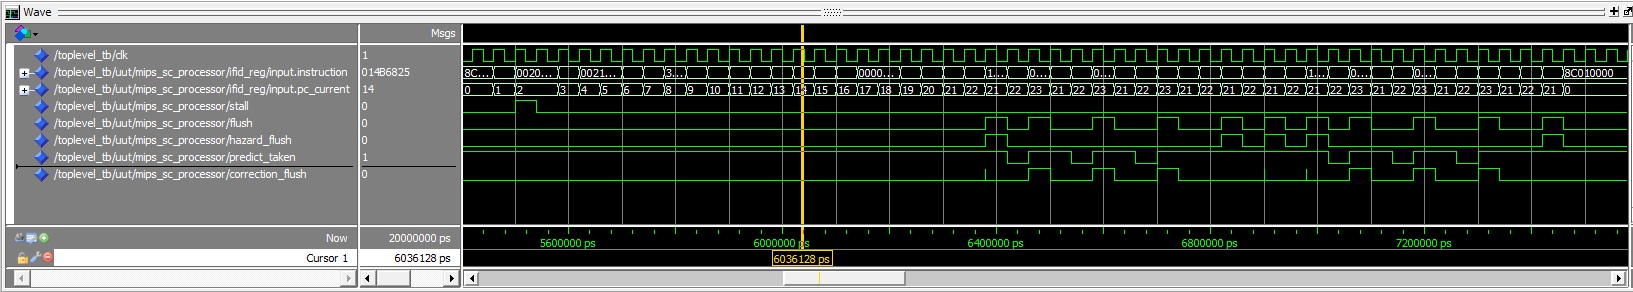 Wave
Msgs
/toplevel_tb/clk 1
/toplevel_tb/uut/mips_sc_processor/ifid_reg/input.instruction 014B6825 8C... 0020... 0021... 3... 0000... 1... 0... 0... 1... 0... 0... 8C010000
/toplevel_tb/uut/mips_sc_processor/ifid_reg/input.pc_current 14 0 1 2 3 4 5 6 7 8 9 10 11 12 13 14 15 16 17 18 19 20 21 22 21 22 23 21 22 23 21 22 23 21 22 21 22 21 22 21 22 23 21 22 23 21 22 23 21 22 21 0
/toplevel_tb/uut/mips_sc_processor/stall 0
/toplevel_tb/uut/mips_sc_processor/flush 0
/toplevel_tb/uut/mips_sc_processor/hazard_flush 0
/toplevel_tb/uut/mips_sc_processor/predict_taken 1
/toplevel_tb/uut/mips_sc_processor/correction_flush 0
Now 20000000 ps 5600000 ps 6000000 ps 6400000 ps 6800000 ps 7200000 ps
Cursor 1 6036128 ps 6036128 ps